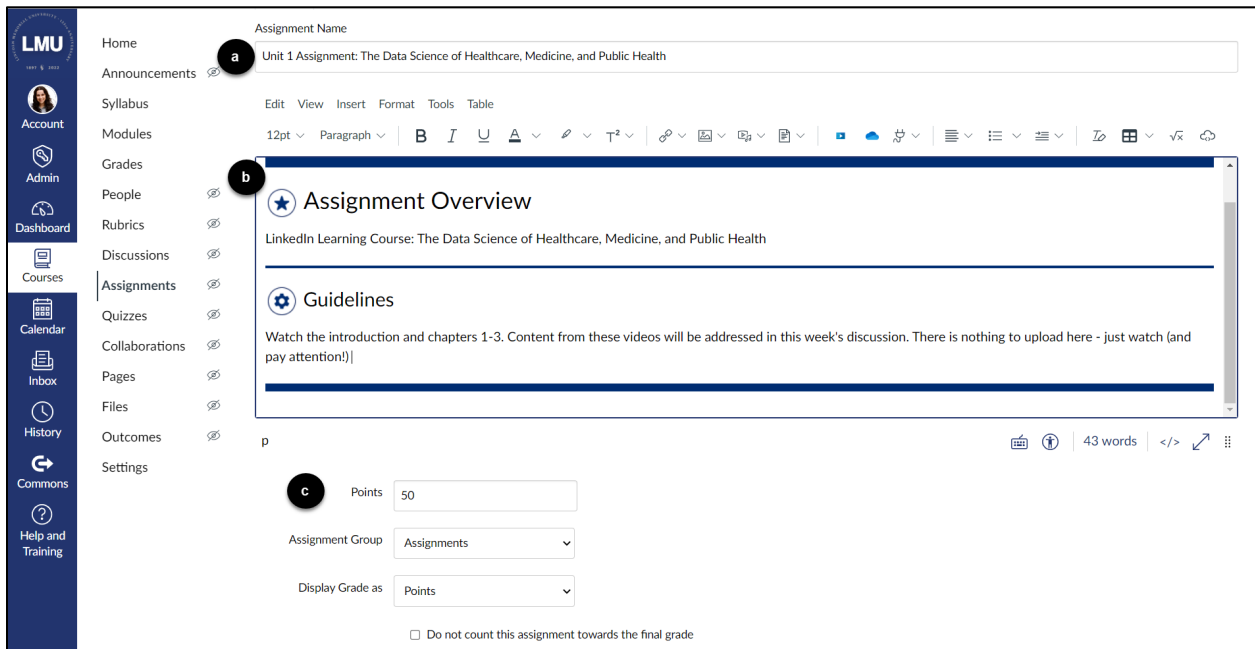 LMU
Account
Admin
Dashboard
Courses
Calendar
Inbox
History
Commons
Help and
Training
Home
Announcements
Syllabus
Modules
Grades
People
Rubrics
Discussions
Assignments
Quizzes
Collaborations
Pages
Files
Outcomes
Settings
Assignment Name
a
Unit 1 Assignment: The Data Science of Healthcare, Medicine, and Public Health
Edit View Insert Format Tools Table
12pt Paragraph B I U A T²
b
Assignment Overview
LinkedIn Learning Course: The Data Science of Healthcare, Medicine, and Public Health
Guidelines
Watch the introduction and chapters 1-3. Content from these videos will be addressed in this week's discussion. There is nothing to upload here - just watch (and
pay attention!)
p
43 words </>
c
Points 50
Assignment Group Assignments
Display Grade as Points
Do not count this assignment towards the final grade